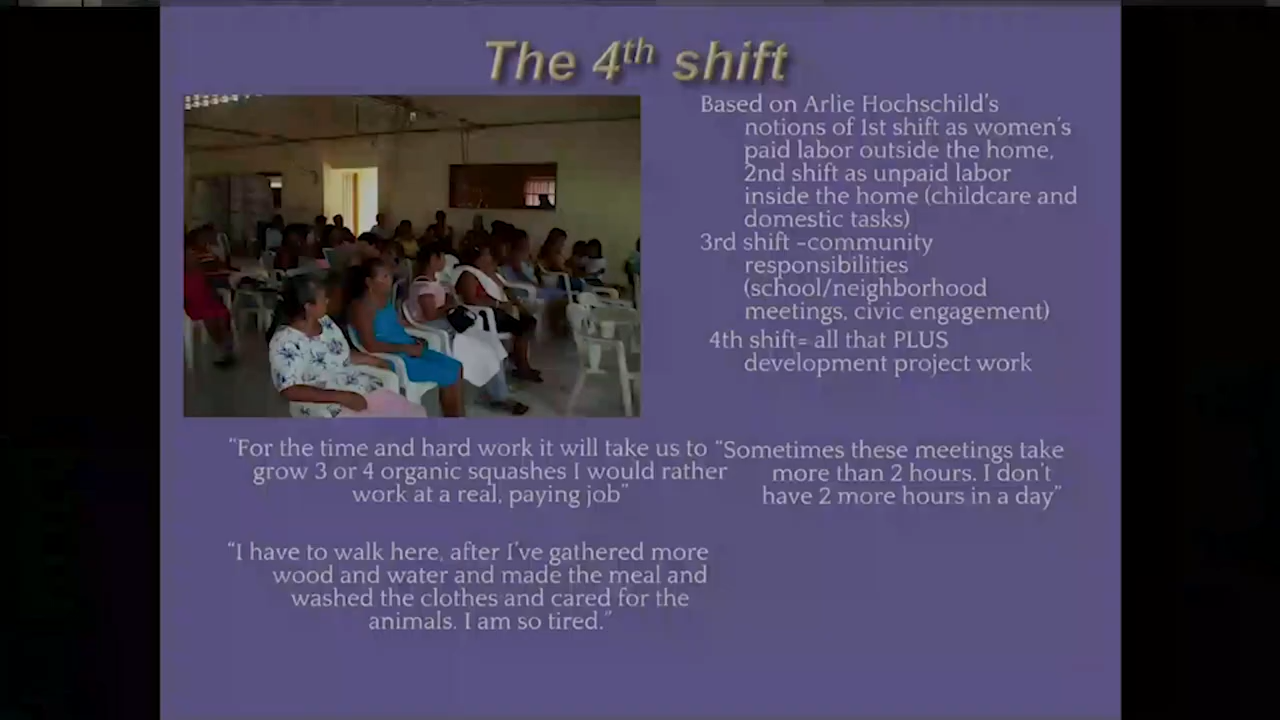 The 4th shift
Based on Arlie Hochschild's
notions of 1st shift as women's
paid labor outside the home,
2nd shift as unpaid labor
inside the home (childcare and
domestic tasks)
3rd shift -community
responsibilities
(school/neighborhood
meetings, civic engagement)
4th shift= all that PLUS
development project work
“For the time and hard work it will take us to
grow 3 or 4 organic squashes I would rather
work at a real, paying job”
“Sometimes these meetings take
more than 2 hours. I don't
have 2 more hours in a day”
“I have to walk here, after I've gathered more
wood and water and made the meal and
washed the clothes and cared for the
animals. I am so tired.”